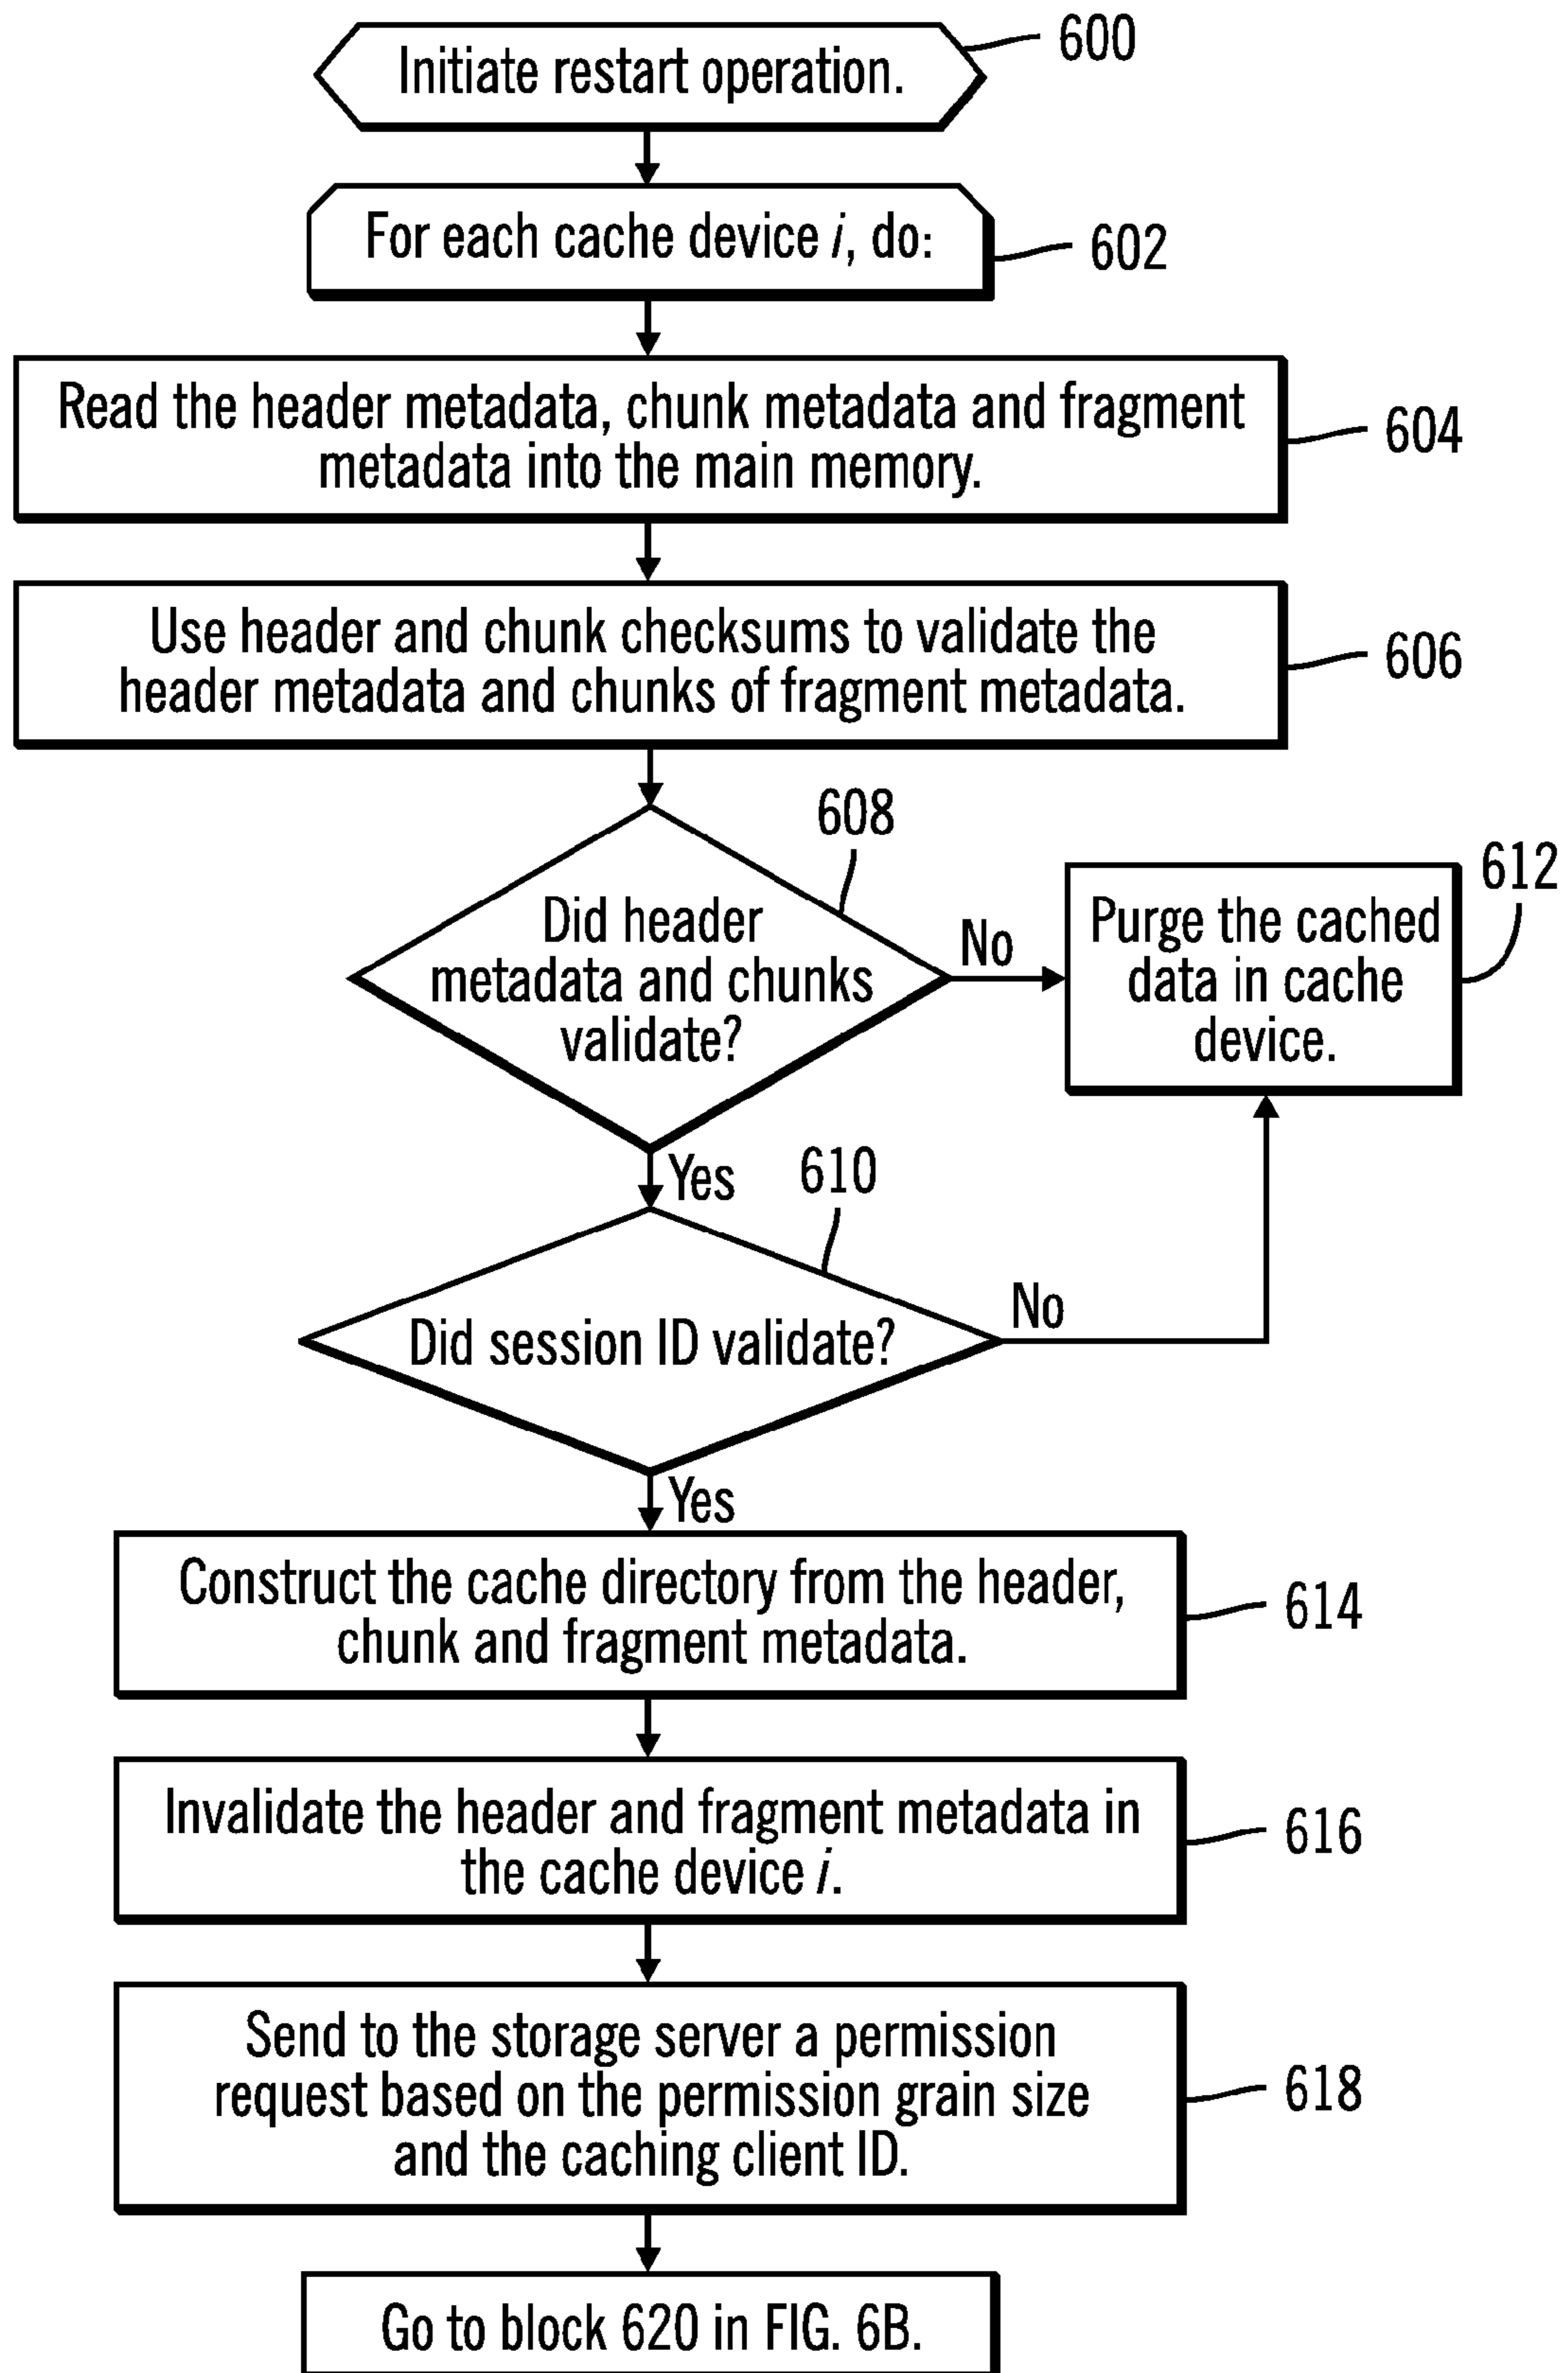 Initiate restart operation.
600
For each cache device i, do:
602
Read the header metadata, chunk metadata and fragment
metadata into the main memory.
604
Use header and chunk checksums to validate the
header metadata and chunks of fragment metadata.
606
608
Did header
metadata and chunks
validate?
No
612
Purge the cached
data in cache
device.
Yes
610
Did session ID validate?
No
Yes
Construct the cache directory from the header,
chunk and fragment metadata.
614
Invalidate the header and fragment metadata in
the cache device i.
616
Send to the storage server a permission
request based on the permission grain size
and the caching client ID.
618
Go to block 620 in FIG. 6B.